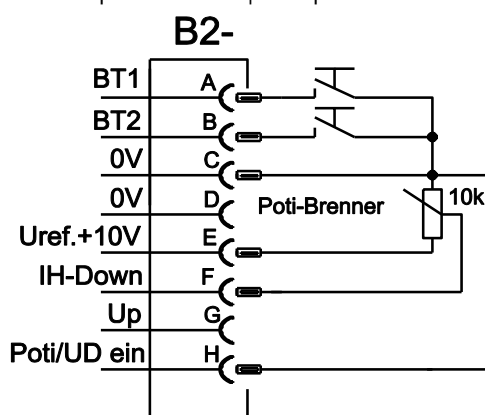 B2-
BT1 A
BT2 B
0V C
0V D Poti-Brenner 10k
Uref.+10V E
IH-Down F
Up G
Poti/UD ein H